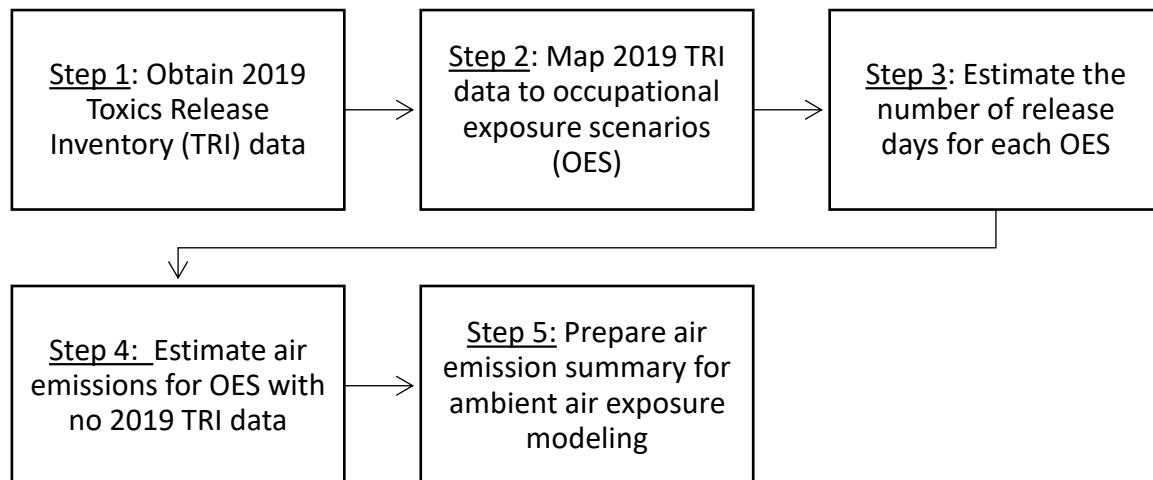 Step 1: Obtain 2019
Toxics Release
Inventory (TRI) data
Step 2: Map 2019 TRI
data to occupational
exposure scenarios
(OES)
Step 3: Estimate the
number of release
days for each OES
Step 4: Estimate air
emissions for OES with
no 2019 TRI data
Step 5: Prepare air
emission summary for
ambient air exposure
modeling